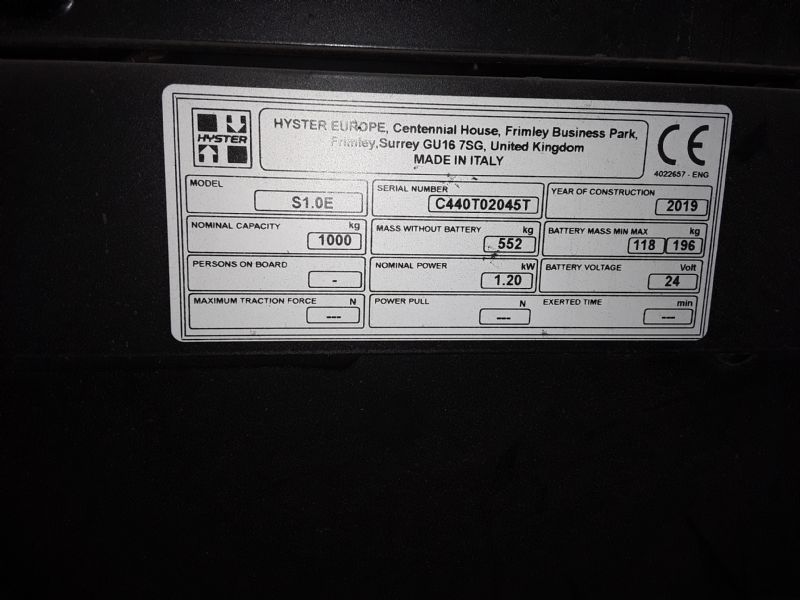 HYSTER
HYSTER EUROPE, Centennial House, Frimley Business Park,
Frimley,Surrey GU16 7SG, United Kingdom
MADE IN ITALY
CE
4022657 - ENG
MODEL
S1.0E
SERIAL NUMBER
C440T02045T
YEAR OF CONSTRUCTION
2019
NOMINAL CAPACITY kg
1000
MASS WITHOUT BATTERY kg
552
BATTERY MASS MIN MAX kg
118 196
PERSONS ON BOARD
-
NOMINAL POWER kW
1.20
BATTERY VOLTAGE Volt
24
MAXIMUM TRACTION FORCE N
---
POWER PULL N
---
EXERTED TIME min
---